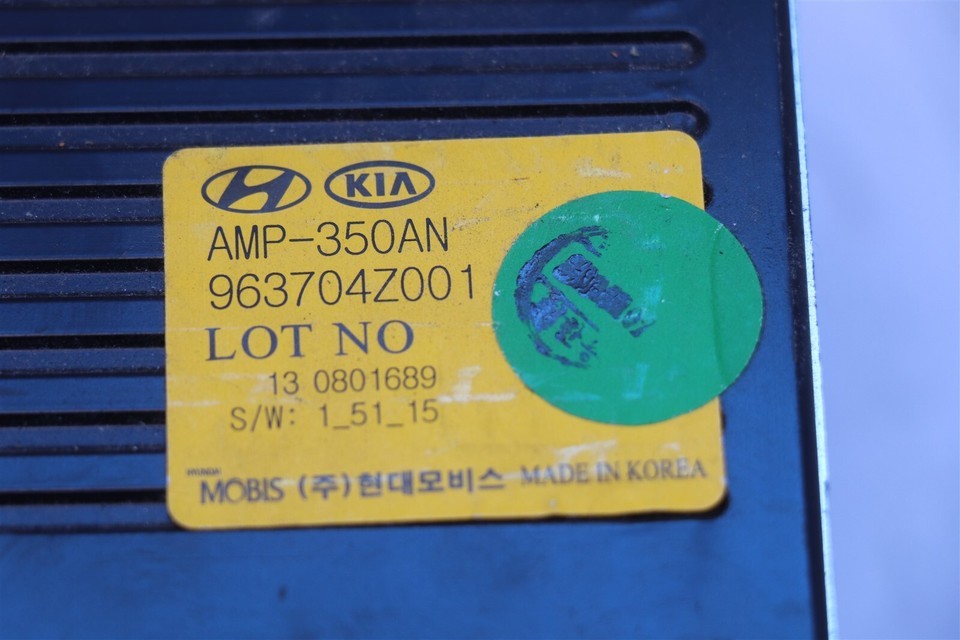 KIA
AMP-350AN
963704Z001
LOT NO
13 0801689
S/W: 1_51_15
HYUNDAI
MOBIS (주)현대모비스 MADE IN KOREA